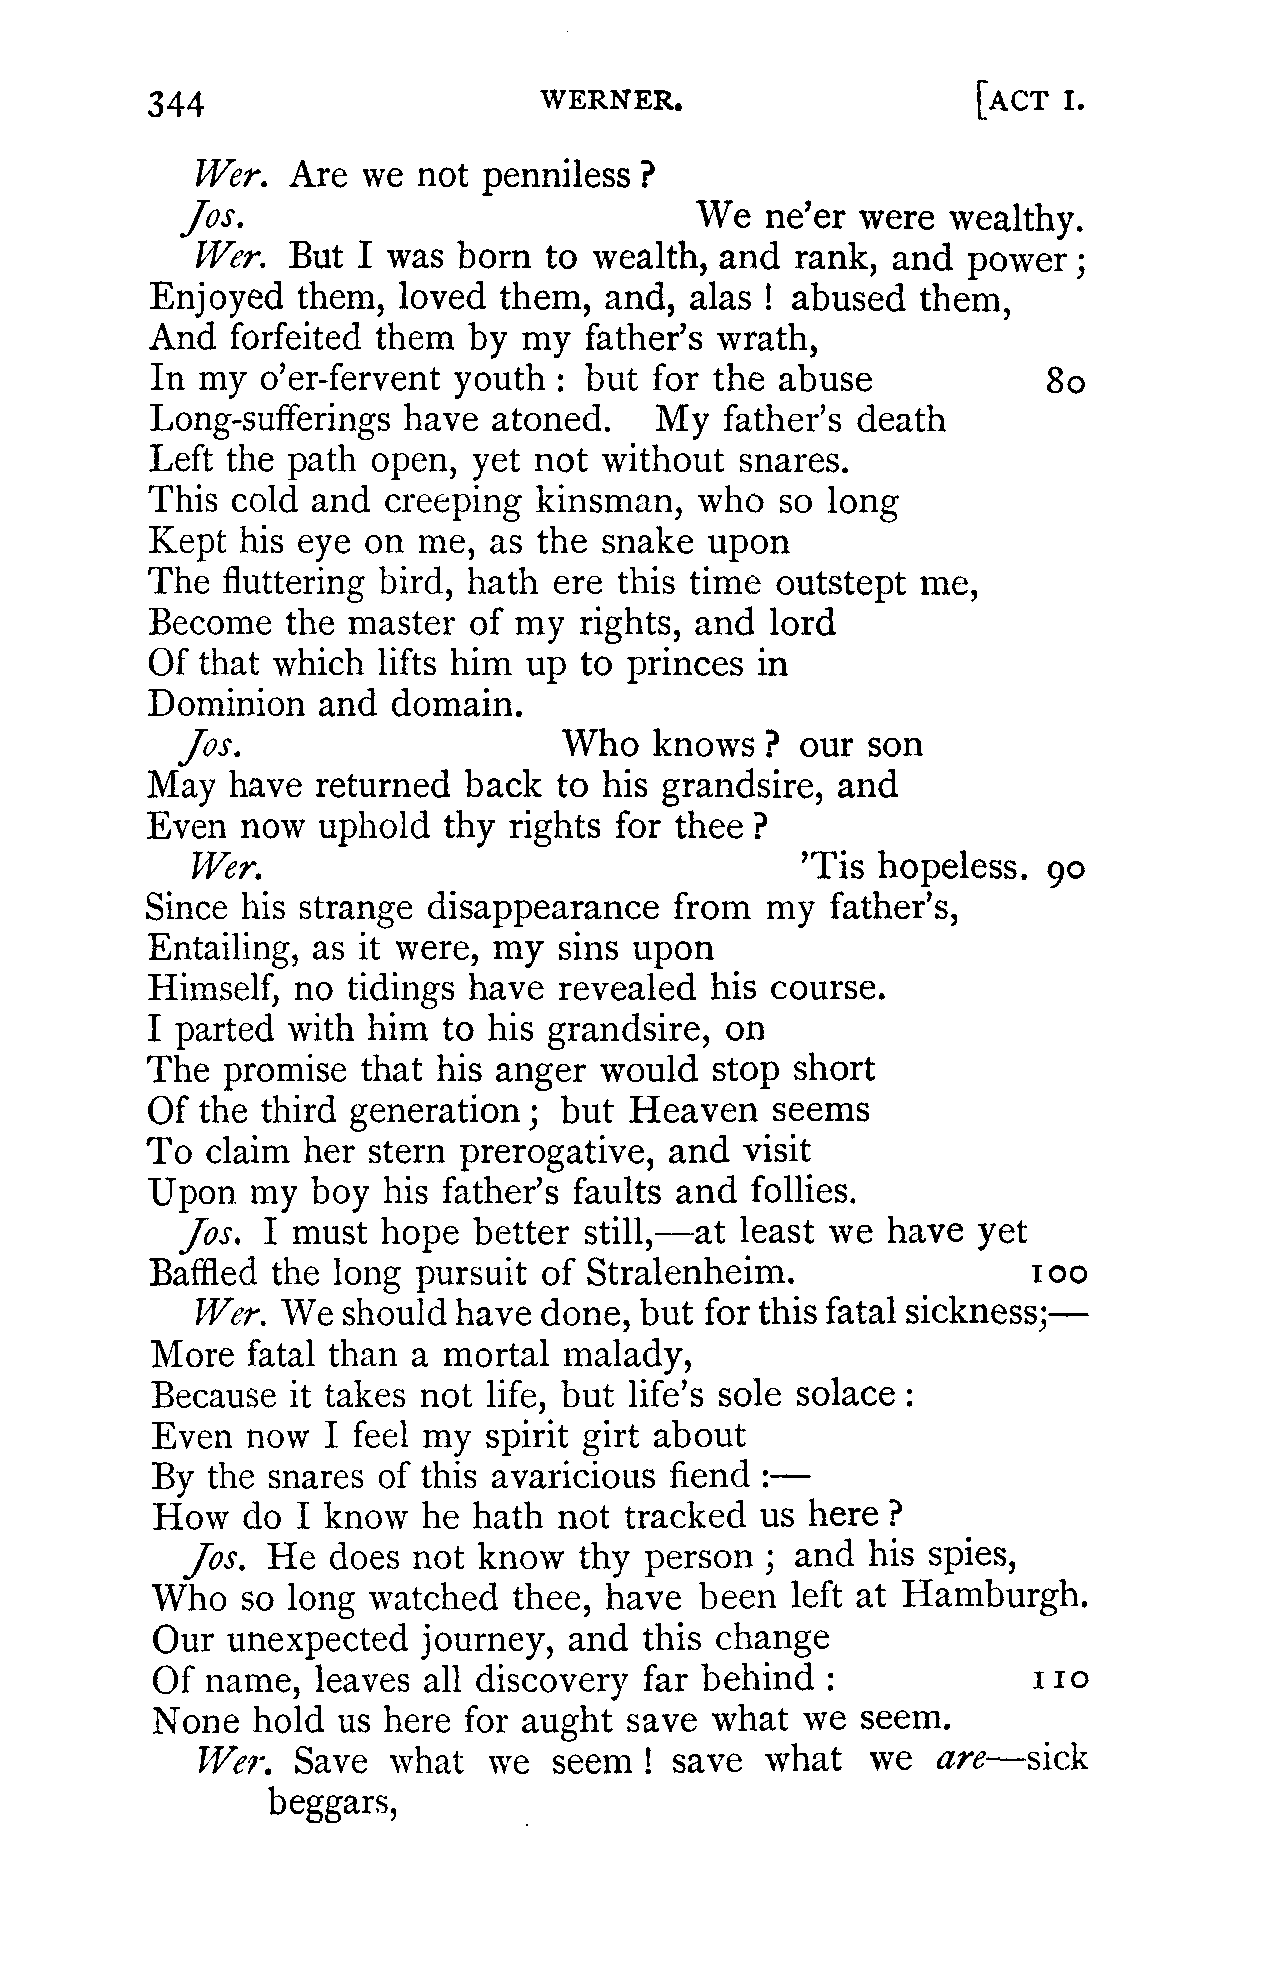 344 WERNER. [ACT I.
Wer. Are we not penniless ?
Jos. We ne'er were wealthy.
Wer. But I was born to wealth, and rank, and power ;
Enjoyed them, loved them, and, alas ! abused them,
And forfeited them by my father's wrath,
In my o'er-fervent youth : but for the abuse 80
Long-sufferings have atoned. My father's death
Left the path open, yet not without snares.
This cold and creeping kinsman, who so long
Kept his eye on me, as the snake upon
The fluttering bird, hath ere this time outstept me,
Become the master of my rights, and lord
Of that which lifts him up to princes in
Dominion and domain.
Jos. Who knows ? our son
May have returned back to his grandsire, and
Even now uphold thy rights for thee ?
Wer. 'Tis hopeless. 90
Since his strange disappearance from my father's,
Entailing, as it were, my sins upon
Himself, no tidings have revealed his course.
I parted with him to his grandsire, on
The promise that his anger would stop short
Of the third generation ; but Heaven seems
To claim her stern prerogative, and visit
Upon my boy his father's faults and follies.
Jos. I must hope better still,—at least we have yet
Baffled the long pursuit of Stralenheim. 100
Wer. We should have done, but for this fatal sickness;—
More fatal than a mortal malady,
Because it takes not life, but life's sole solace :
Even now I feel my spirit girt about
By the snares of this avaricious fiend :—
How do I know he hath not tracked us here ?
Jos. He does not know thy person ; and his spies,
Who so long watched thee, have been left at Hamburgh.
Our unexpected journey, and this change
Of name, leaves all discovery far behind : 110
None hold us here for aught save what we seem.
Wer. Save what we seem ! save what we are—sick
beggars,